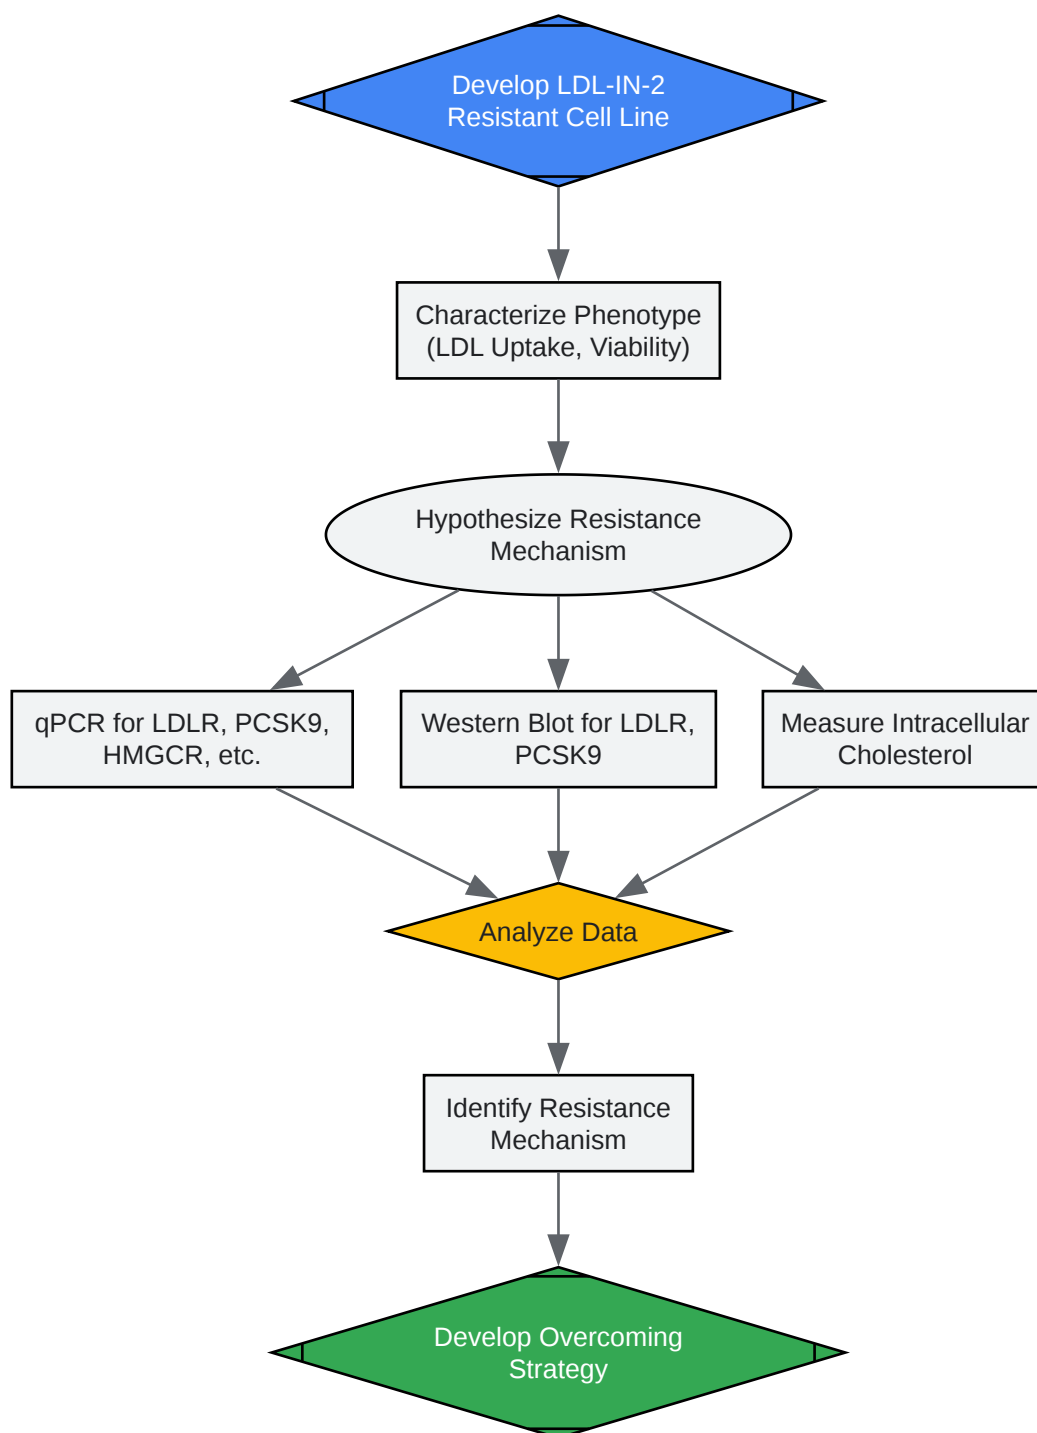 Develop LDL-IN-2
Resistant Cell Line
Characterize Phenotype
(LDL Uptake, Viability)
Hypothesize Resistance
Mechanism
qPCR for LDLR, PCSK9,
HMGCR, etc.
Western Blot for LDLR,
PCSK9
Measure Intracellular
Cholesterol
Analyze Data
Identify Resistance
Mechanism
Develop Overcoming
Strategy